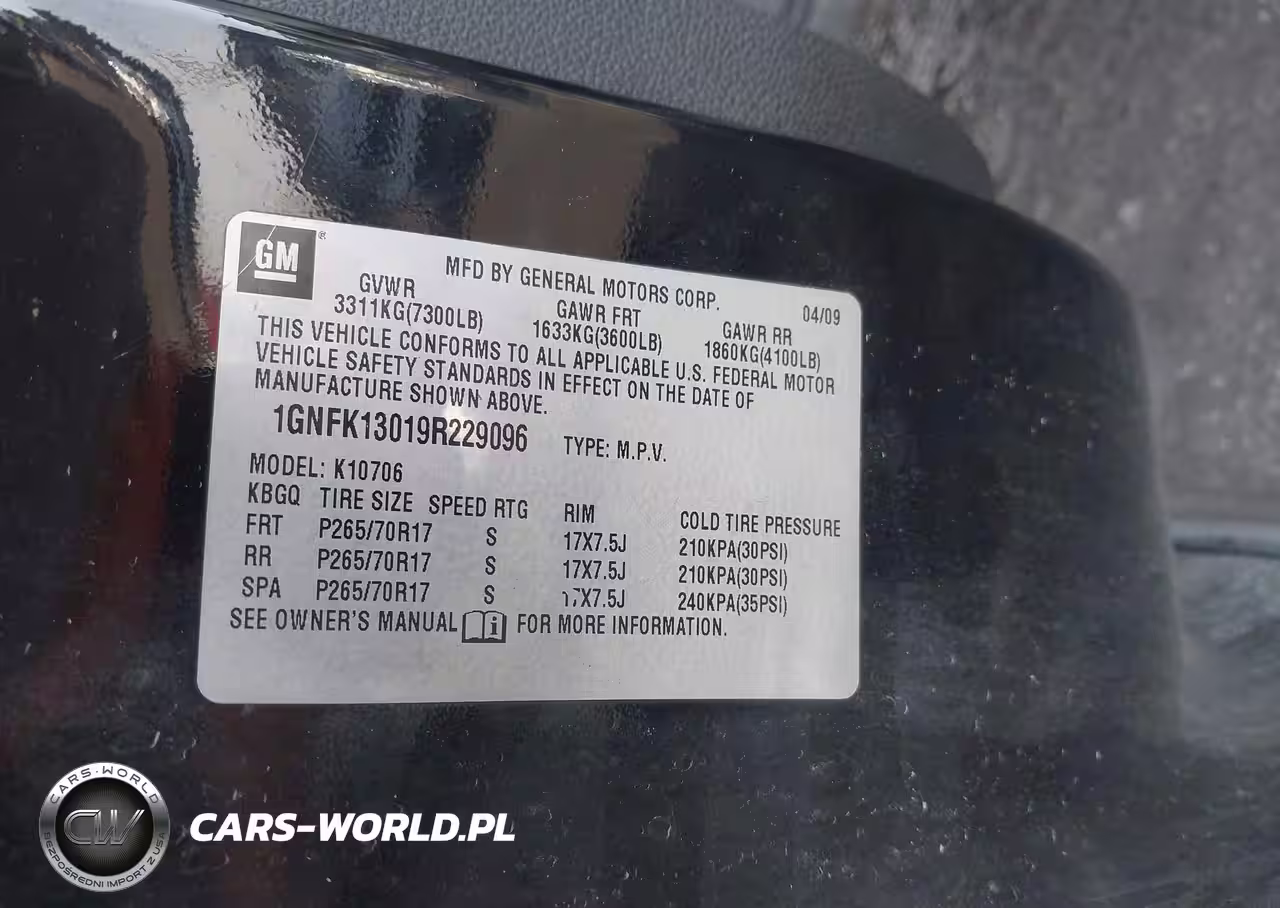 GM ®
MFD BY GENERAL MOTORS CORP.
04/09
GVWR GAWR FRT GAWR RR
3311KG(7300LB) 1633KG(3600LB) 1860KG(4100LB)
THIS VEHICLE CONFORMS TO ALL APPLICABLE U.S. FEDERAL MOTOR
VEHICLE SAFETY STANDARDS IN EFFECT ON THE DATE OF
MANUFACTURE SHOWN ABOVE.
1GNFK13019R229096 TYPE: M.P.V.
MODEL: K10706
KBGQ TIRE SIZE SPEED RTG RIM COLD TIRE PRESSURE
FRT P265/70R17 S 17X7.5J 210KPA(30PSI)
RR P265/70R17 S 17X7.5J 210KPA(30PSI)
SPA P265/70R17 S 17X7.5J 240KPA(35PSI)
SEE OWNER'S MANUAL i FOR MORE INFORMATION.
CARS-WORLD
CW
BEZPOŚREDNI IMPORT Z USA
CARS-WORLD.PL